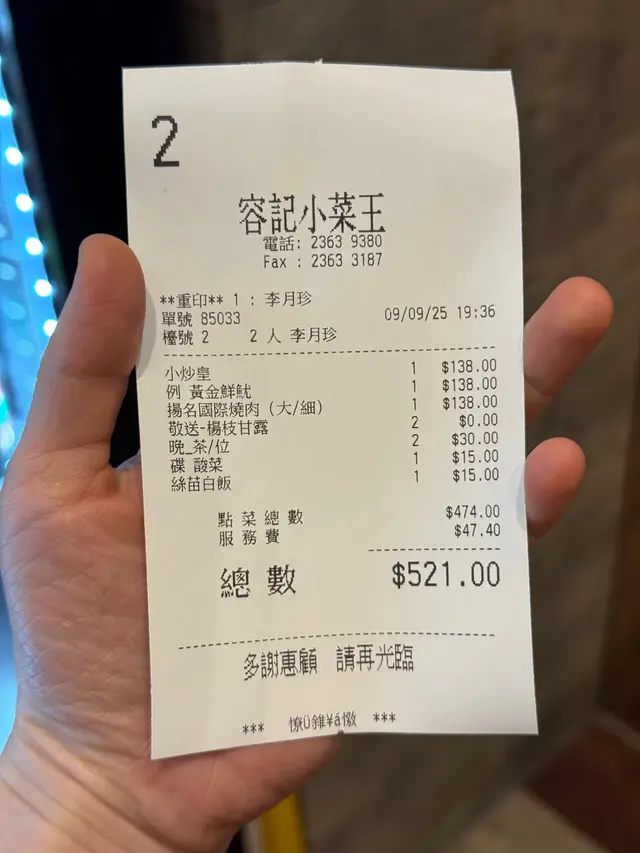 2
容記小菜王
電話: 2363 9380
Fax : 2363 3187
**重印** 1 : 李月珍
單號 85033 09/09/25 19:36
檯號 2 2 人 李月珍
小炒皇 1 $138.00
例 黃金鮮魷 1 $138.00
揚名國際燒肉（大/細） 1 $138.00
敬送-楊枝甘露 2 $0.00
晚_茶/位 2 $30.00
碟 酸菜 1 $15.00
絲苗白飯 1 $15.00
點菜總數 $474.00
服務費 $47.40
總數 $521.00
多謝惠顧 請再光臨
*** ***